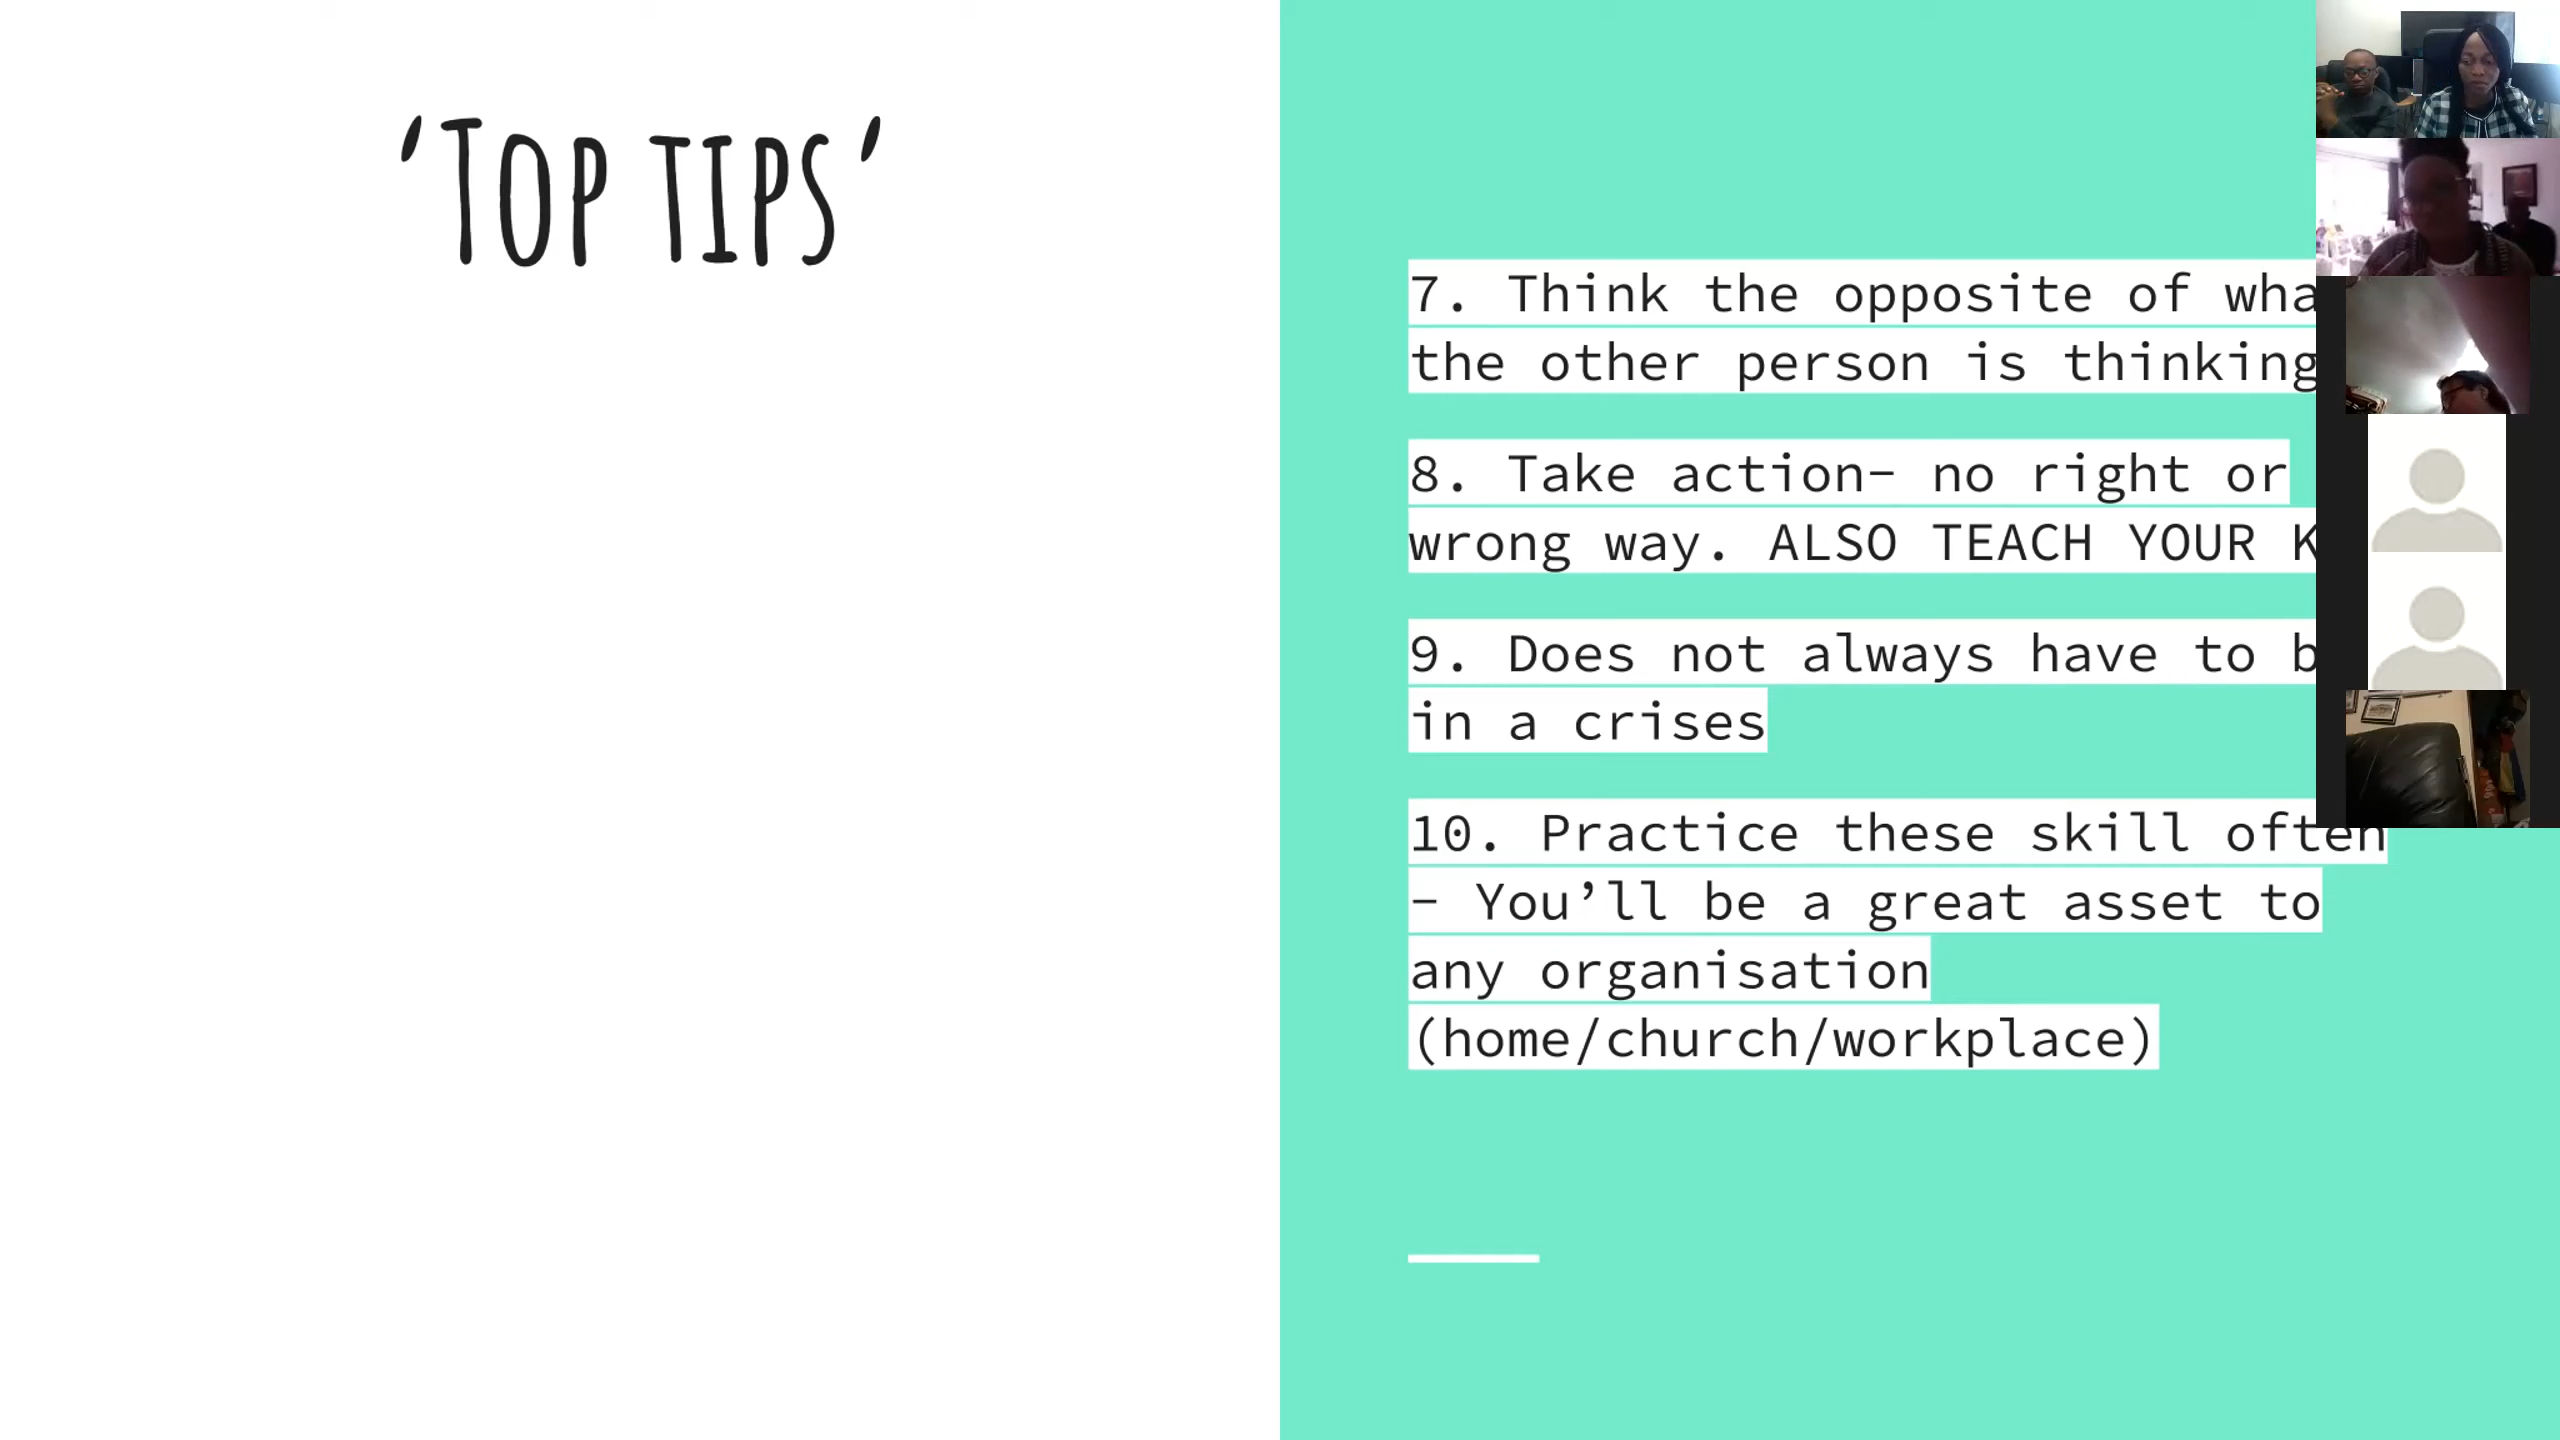 ‘Top tips’
7. Think the opposite of
the other person is thinking
8. Take action– no right or
wrong way. ALSO TEACH YOUR
9. Does not always have to
in a crises
10. Practice these skill often
– You’ll be a great asset to
any organisation
(home/church/workplace)